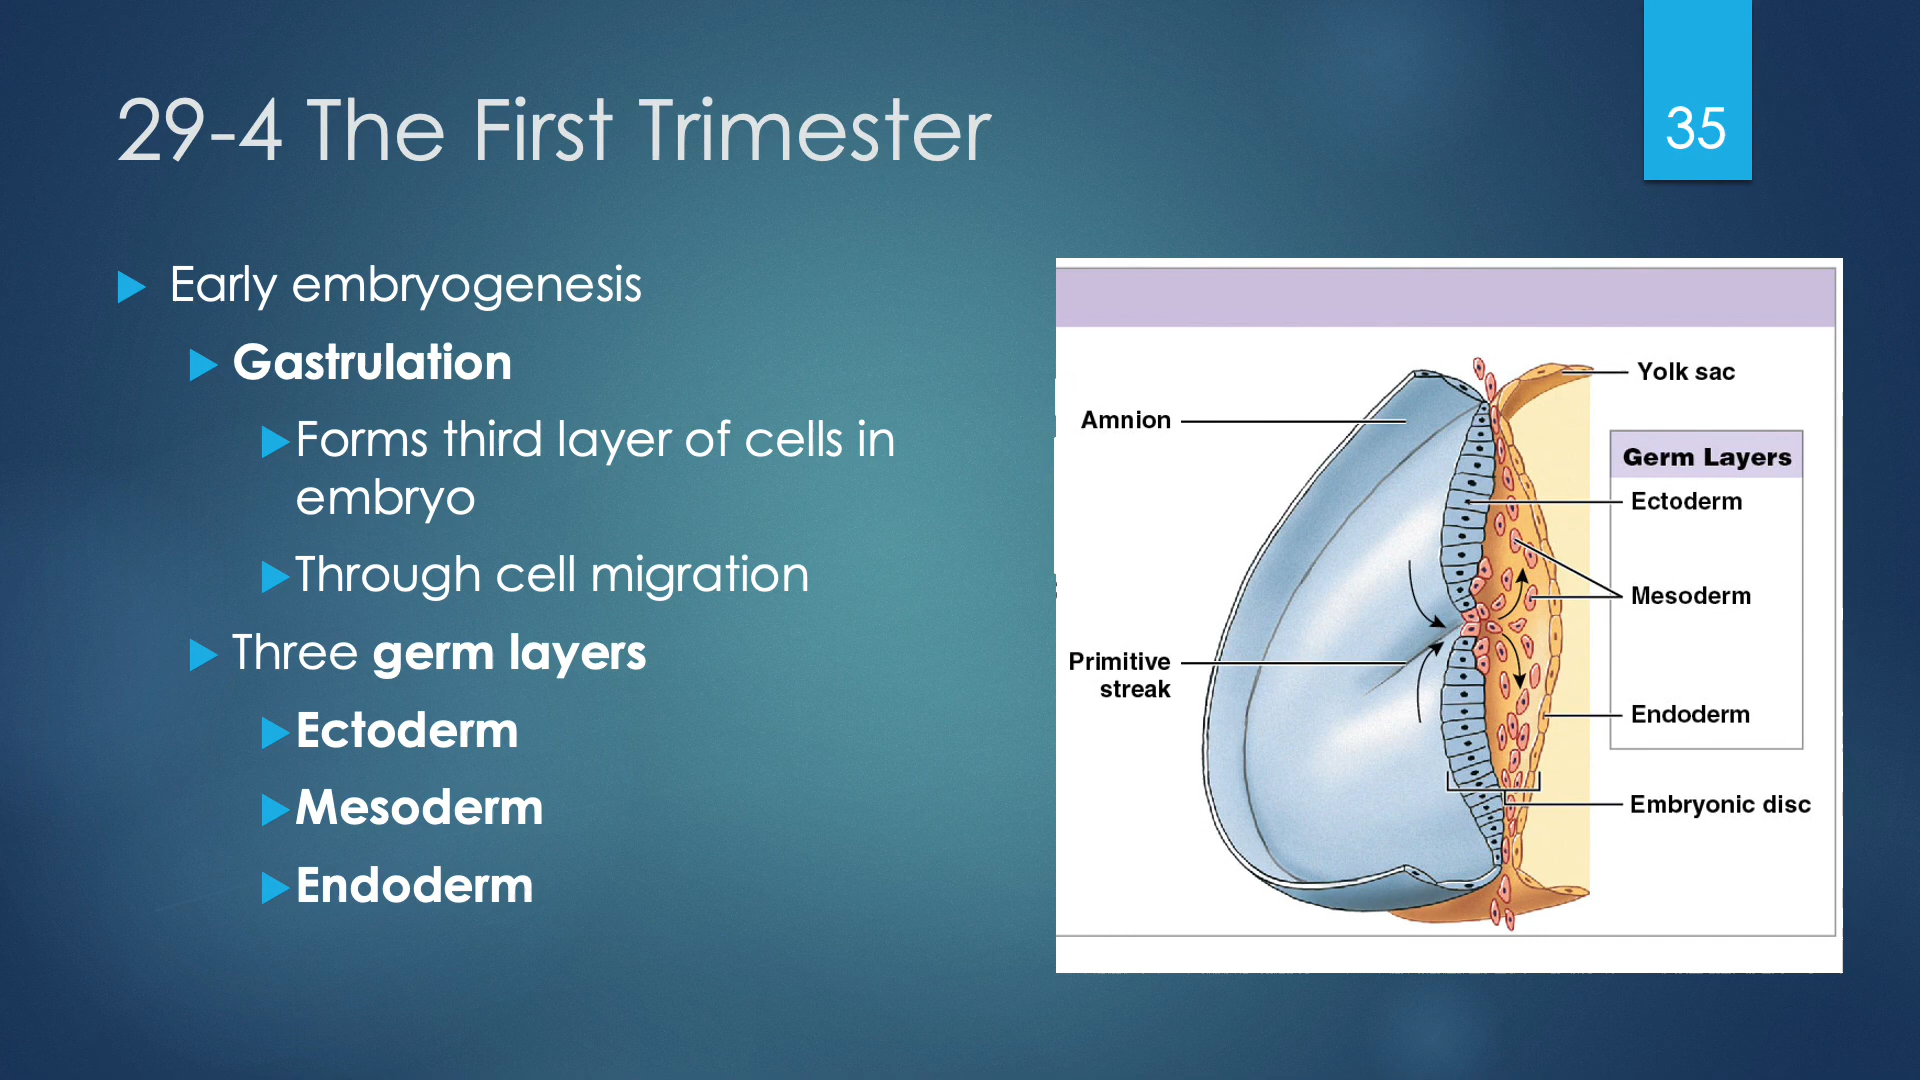 29-4 The First Trimester
35
Early embryogenesis
Gastrulation
Forms third layer of cells in
embryo
Through cell migration
Three germ layers
Ectoderm
Mesoderm
Endoderm
Amnion
Primitive
streak
Yolk sac
Germ Layers
Ectoderm
Mesoderm
Endoderm
Embryonic disc